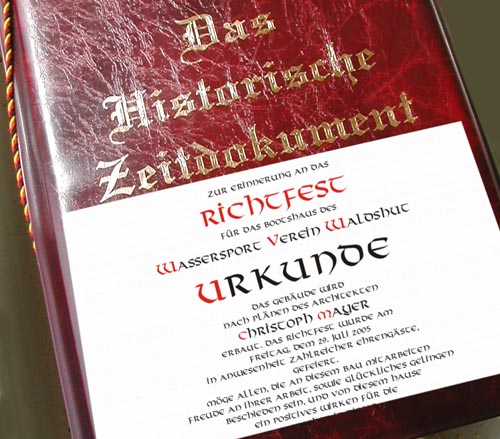 Das
Historische
Zeitdokument
ZUR ERINNERUNG AN DAS
RICHTFEST
FÜR DAS BOOTSHAUS DES
WASSERSPORT VEREIN WALDSHUT
URKUNDE
DAS GEBÄUDE WIRD
NACH PLÄNEN DES ARCHITEKTEN
CHRISTOPH MAYER
ERBAUT. DAS RICHTFEST WURDE AM
FREITAG, DEM 29. JULI 2005
IN ANWESENHEIT ZAHLREICHER EHRENGÄSTE,
GEFEIERT.
MÖGE ALLEN, DIE AN DIESEM BAU MITARBEITEN
FREUDE AN IHRER ARBEIT, SOWIE GLÜCKLICHES GELINGEN
BESCHIEDEN SEIN, UND VON DIESEM HAUSE
EIN POSITIVES WIRKEN FÜR DIE